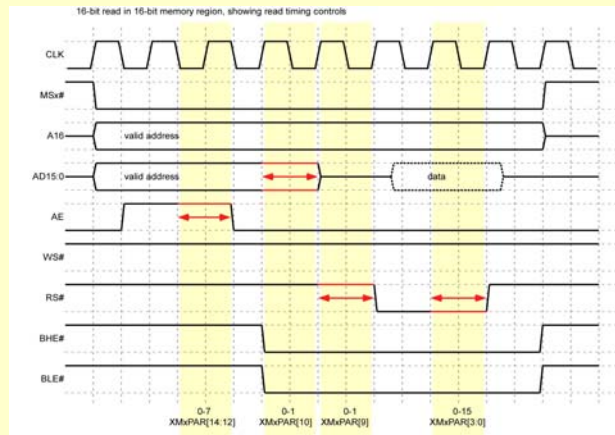 16-bit read in 16-bit memory region, showing read timing controls
CLK
MSx#
A16
valid address
AD15:0
valid address
data
AE
WS#
RS#
BHE#
BLE#
0-7
0-1
0-1
0-15
XMxPAR[14:12]
XMxPAR[10]
XMxPAR[9]
XMxPAR[3:0]